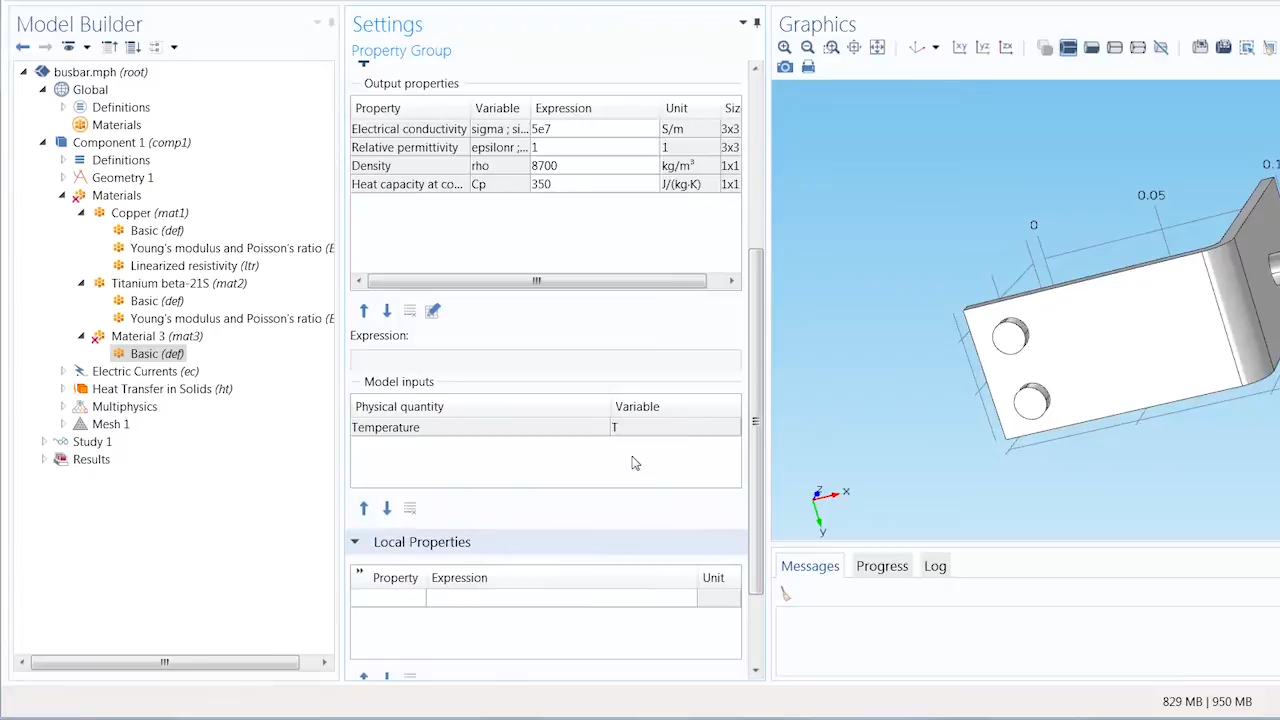 Model Builder
busbar.mph (root)
Global
Definitions
Materials
Component 1 (comp1)
Definitions
Geometry 1
Materials
Copper (mat1)
Basic (def)
Young's modulus and Poisson's ratio (E
Linearized resistivity (ltr)
Titanium beta-21S (mat2)
Basic (def)
Young's modulus and Poisson's ratio (E
Material 3 (mat3)
Basic (def)
Electric Currents (ec)
Heat Transfer in Solids (ht)
Multiphysics
Mesh 1
Study 1
Results
Settings
Property Group
Output properties
Property Variable Expression Unit Siz
Electrical conductivity sigma ; si... 5e7 S/m 3x3
Relative permittivity epsilonr ;... 1 1 3x3
Density rho 8700 kg/m³ 1x1
Heat capacity at co... Cp 350 J/(kg·K) 1x1
Expression:
Model inputs
Physical quantity Variable
Temperature T
Local Properties
Property Expression Unit
Graphics
xy yz zx
0.1
0.05
0
z x
y
Messages Progress Log
829 MB | 950 MB